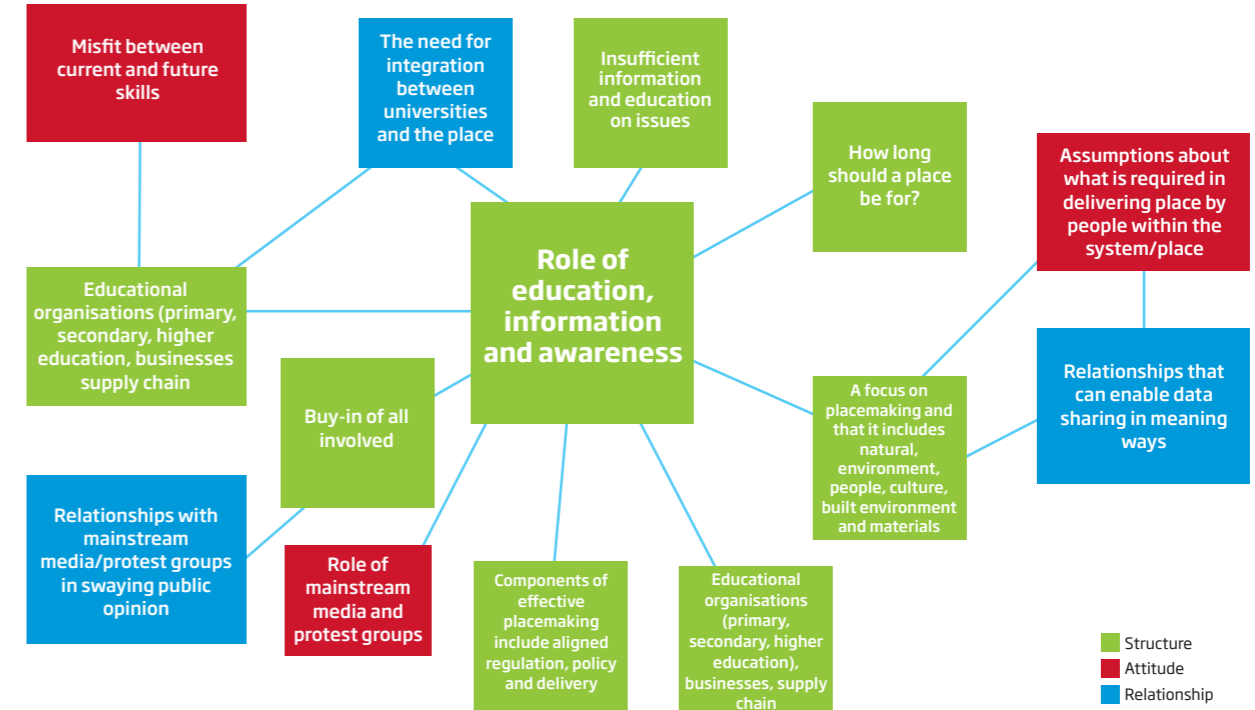 Misfit between
current and future
skills
The need for
integration
between
universities
and the place
Insufficient
information
and education
on issues
How long
should a place
be for?
Assumptions about
what is required in
delivering place by
people within the
system/place
Role of
education,
information
and awareness
Educational
organisations (primary,
secondary, higher
education, businesses
supply chain
Buy-in of all
involved
A focus on
placemaking and
that it includes
natural,
environment,
people, culture,
built environment
and materials
Relationships that
can enable data
sharing in meaning
ways
Relationships with
mainstream
media/protest groups
in swaying public
opinion
Role of
mainstream
media and
protest groups
Components of
effective
placemaking
include aligned
regulation, policy
and delivery
Educational
organisations
(primary,
secondary, higher
education),
businesses, supply
chain
Structure
Attitude
Relationship